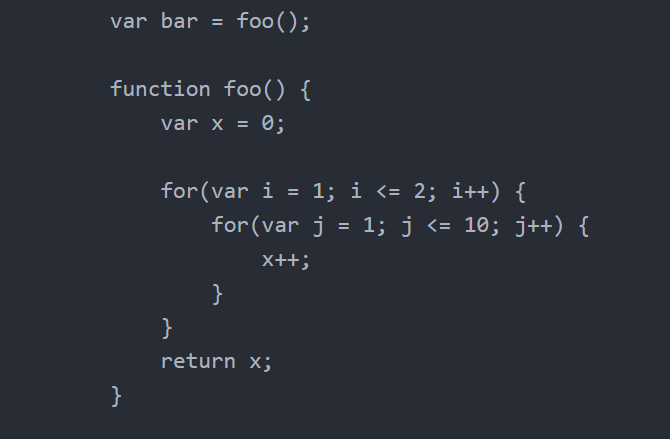 var bar = foo();

function foo() {
    var x = 0;

    for(var i = 1; i <= 2; i++) {
        for(var j = 1; j <= 10; j++) {
            x++;
        }
    }
    return x;
}